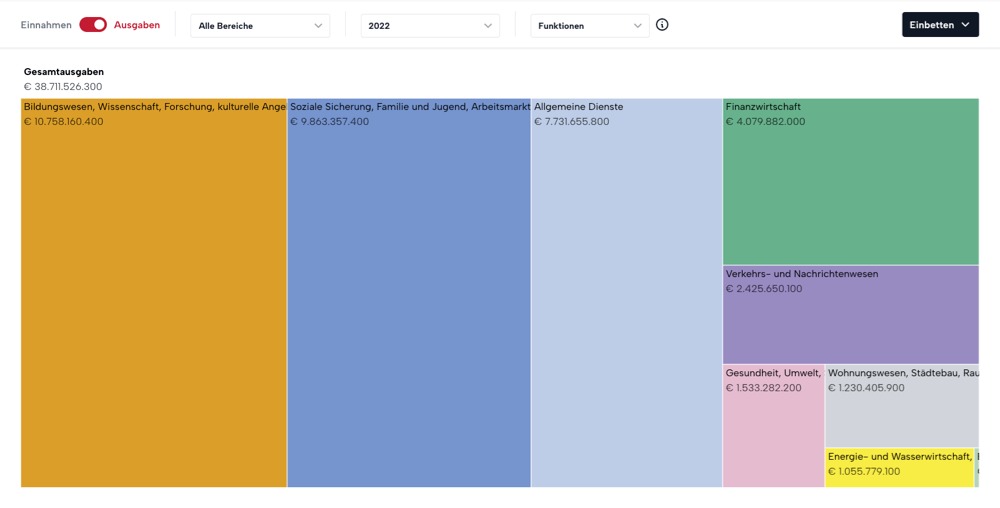 Einnahmen
Ausgaben
Alle Bereiche
2022
Funktionen
Einbetten
Gesamtausgaben
€ 38.711.526.300
Bildungswesen, Wissenschaft, Forschung, kulturelle Ange
€ 10.758.160.400
Soziale Sicherung, Familie und Jugend, Arbeitsmarkt
€ 9.863.357.400
Allgemeine Dienste
€ 7.731.655.800
Finanzwirtschaft
€ 4.079.882.000
Verkehrs- und Nachrichtenwesen
€ 2.425.650.100
Gesundheit, Umwelt,
€ 1.533.282.200
Wohnungswesen, Städtebau, Rau
€ 1.230.405.900
Energie- und Wasserwirtschaft,
€ 1.055.779.100